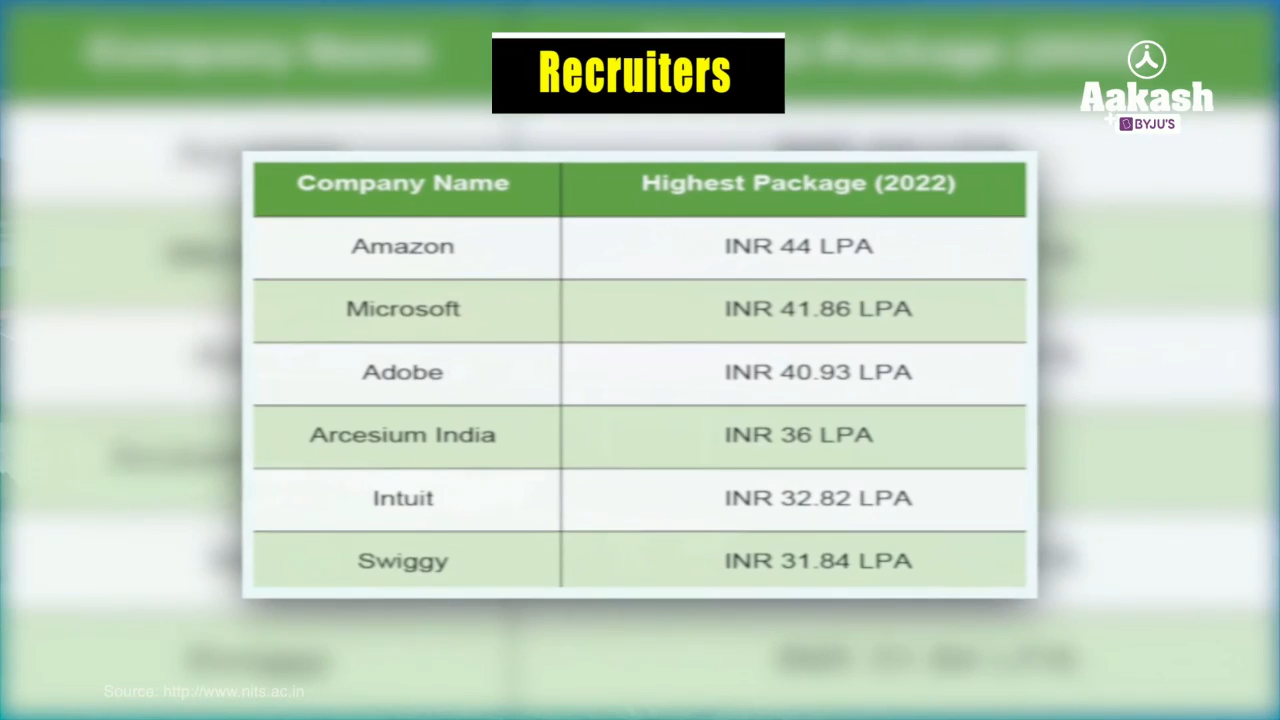 Recruiters
Aakash
+ BYJU'S
Company Name Highest Package (2022)
Amazon INR 44 LPA
Microsoft INR 41.86 LPA
Adobe INR 40.93 LPA
Arcesium India INR 36 LPA
Intuit INR 32.82 LPA
Swiggy INR 31.84 LPA
Source: http://www.nits.ac.in